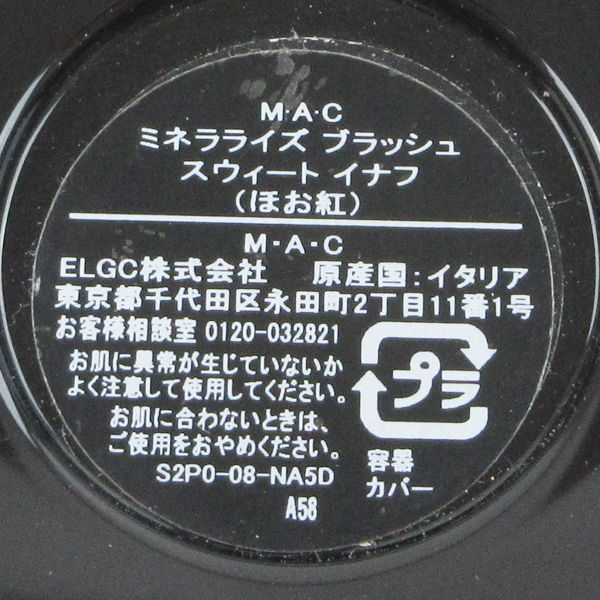 M·A·C
ミネラライズ ブラッシュ
スウィート イナフ
(ほお紅)
M·A·C
ELGC株式会社 原産国:イタリア
東京都千代田区永田町2丁目11番1号
お客様相談室 0120-032821
お肌に異常が生じていないか
よく注意して使用してください。
お肌に合わないときは、
ご使用をおやめください。
プラ
容器
カバー
S2P0-08-NA5D
A58